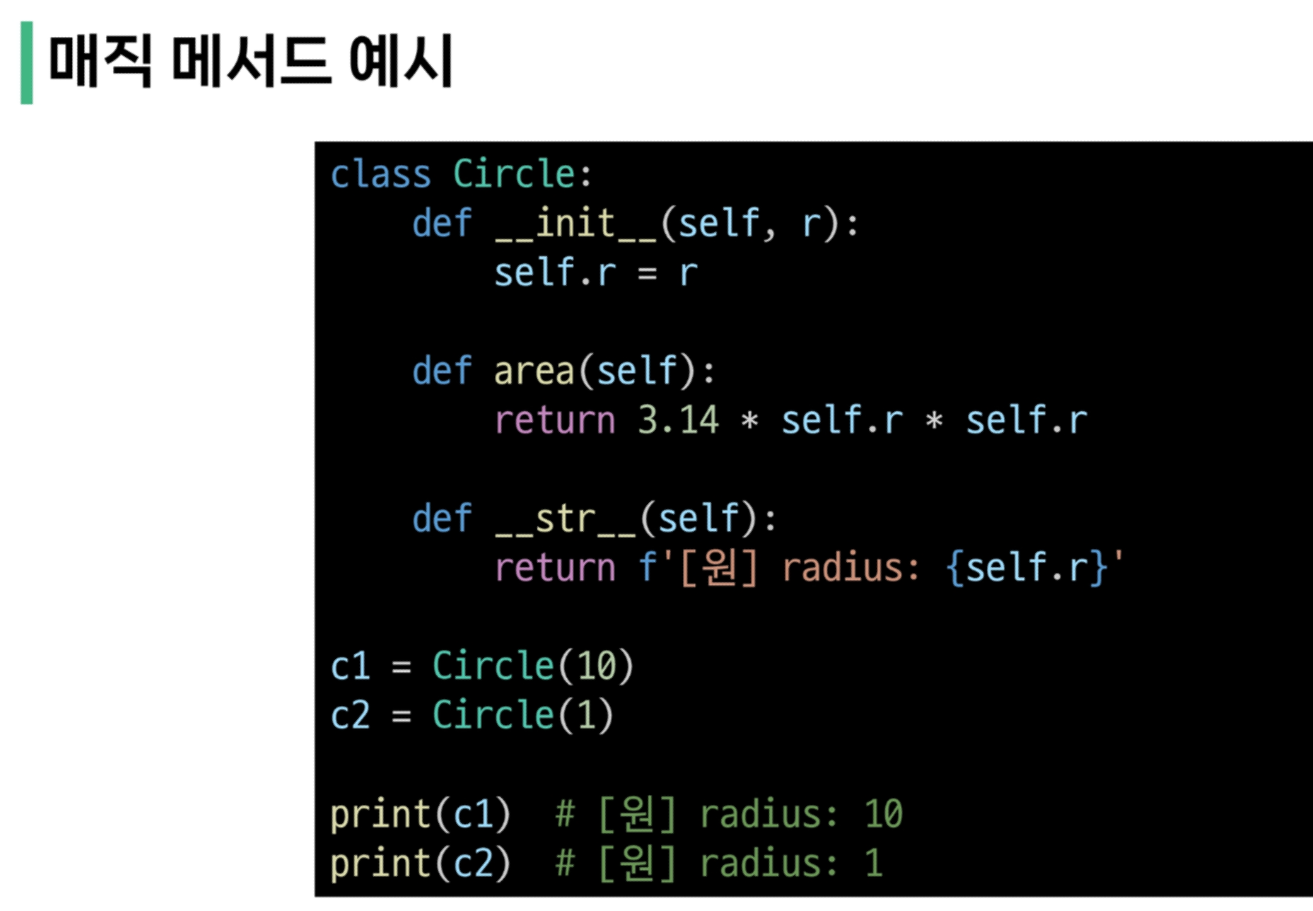 매직 메서드 예시
class Circle:
    def __init__(self, r):
        self.r = r
    def area(self):
        return 3.14 * self.r * self.r
    def __str__(self):
        return f'[원] radius: {self.r}'
c1 = Circle(10)
c2 = Circle(1)
print(c1)  # [원] radius: 10
print(c2)  # [원] radius: 1